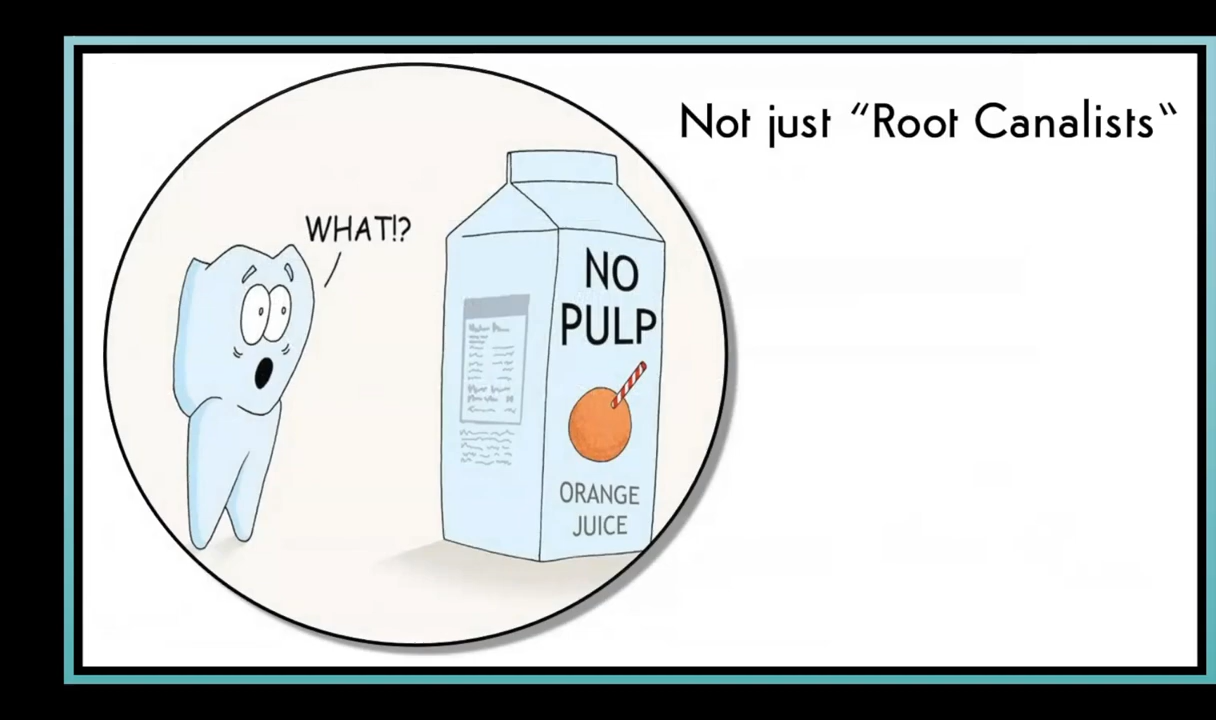 Not just “Root Canalists“
WHAT!?
NO
PULP
ORANGE
JUICE